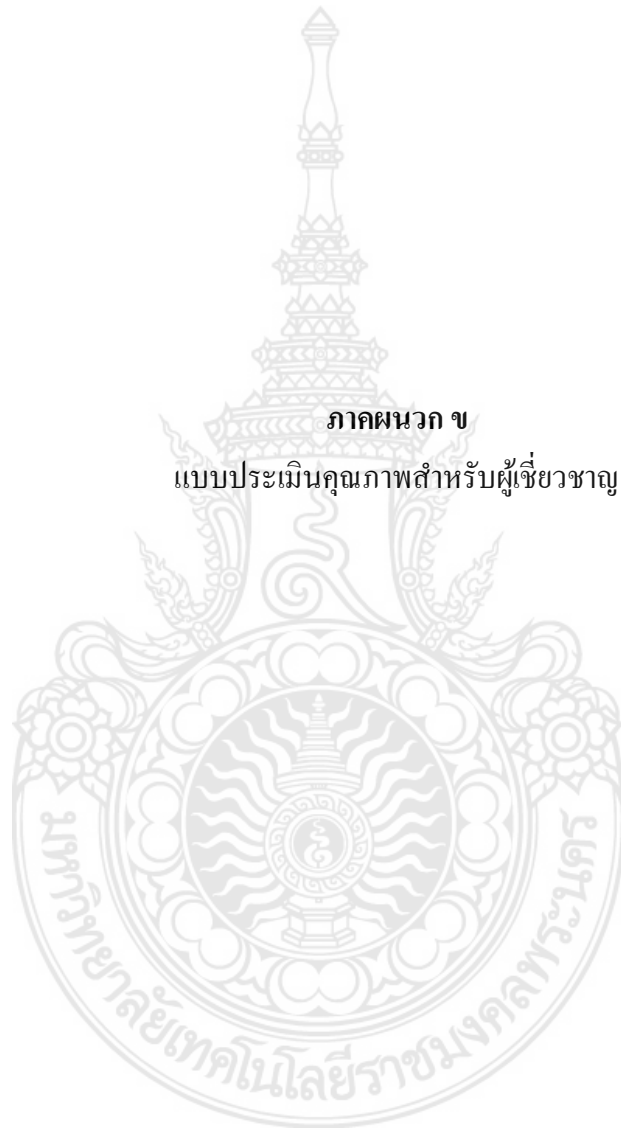 ภาคผนวก ข
แบบประเมินคุณภาพสำหรับผู้เชี่ยวชาญ
มหาวิทยาลัยเทคโนโลยีราชมงคลพระนคร